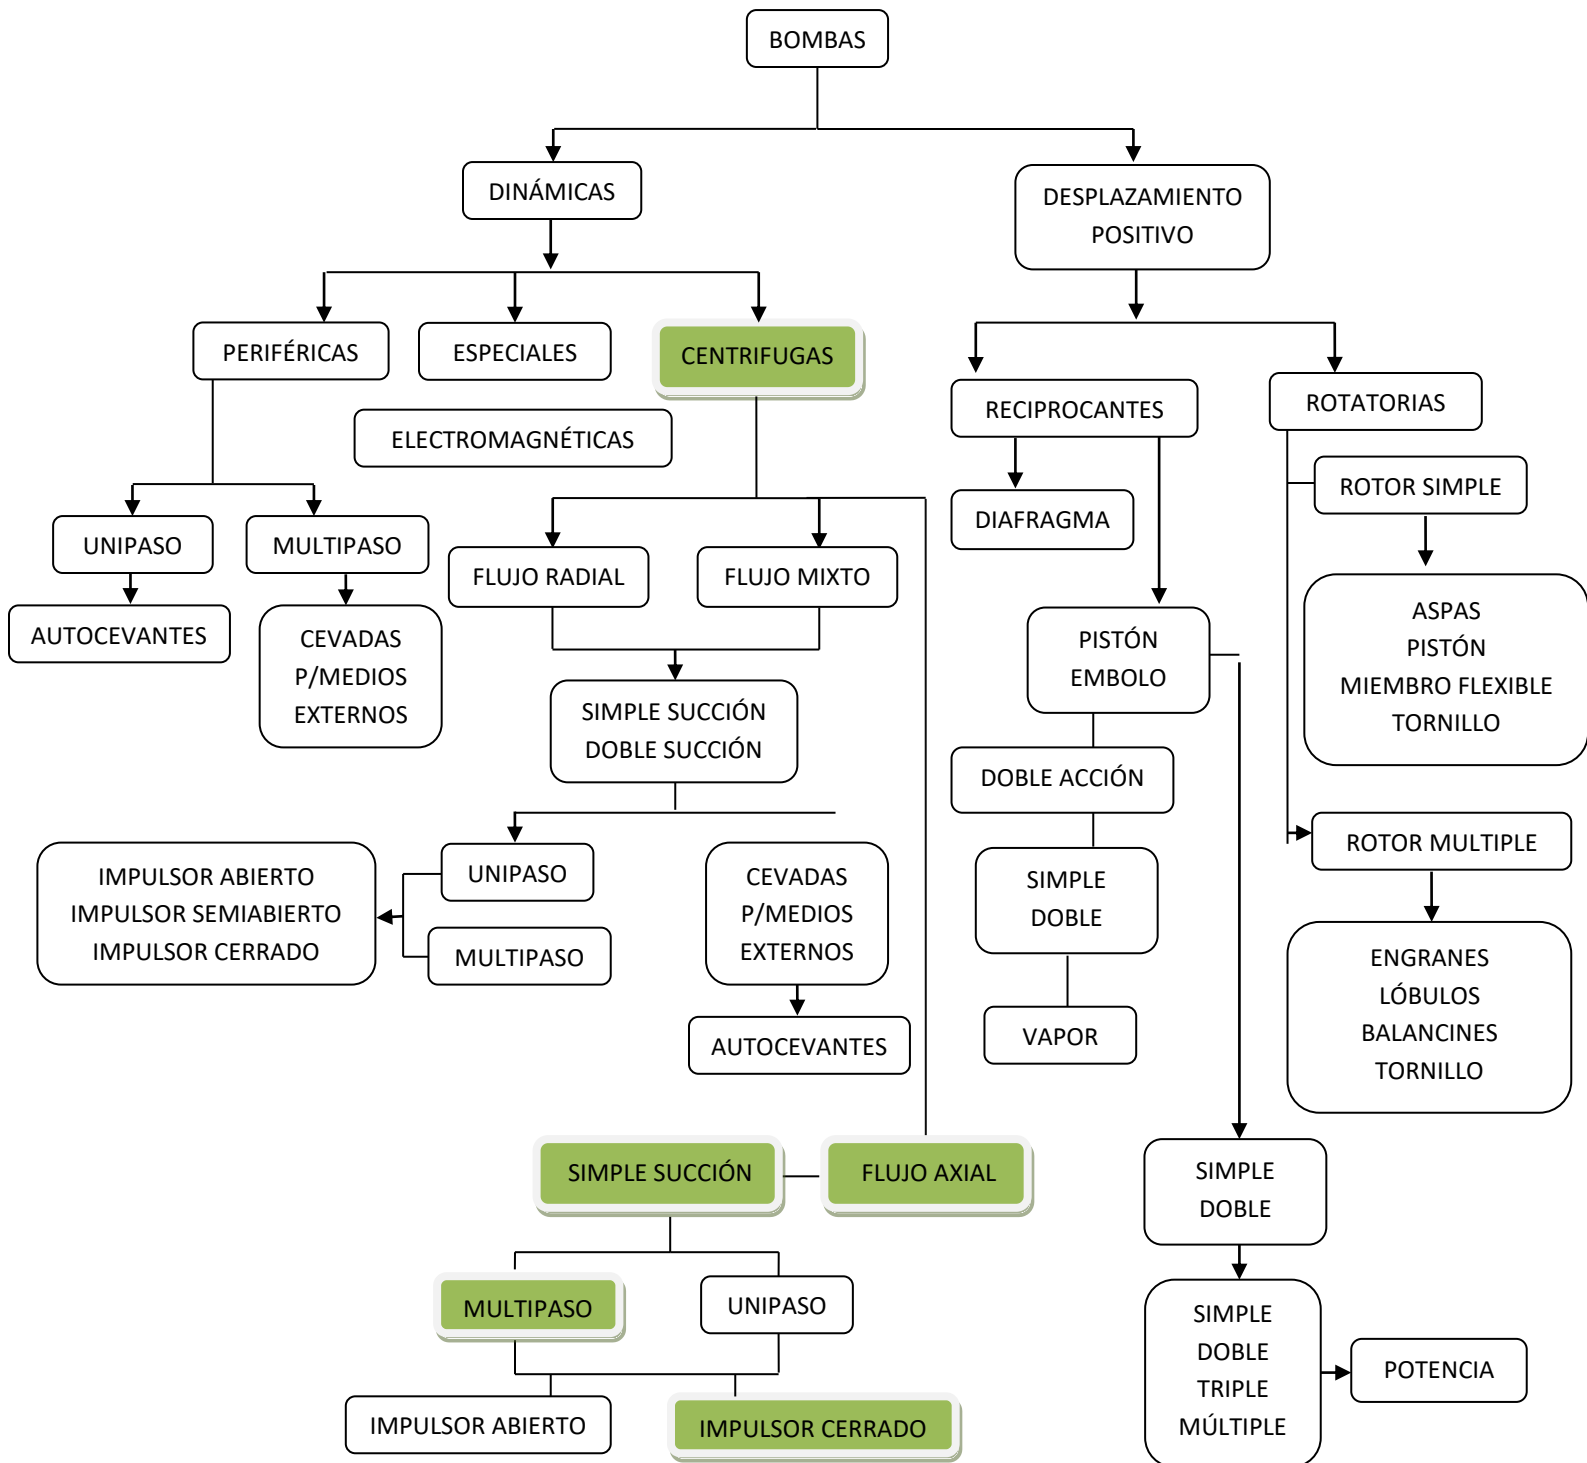 BOMBAS
DINÁMICAS
DESPLAZAMIENTO
POSITIVO
PERIFÉRICAS
ESPECIALES
CENTRIFUGAS
RECIPROCANTES
ROTATORIAS
ELECTROMAGNÉTICAS
ROTOR SIMPLE
DIAFRAGMA
UNIPASO
MULTIPASO
FLUJO RADIAL
FLUJO MIXTO
AUTOCEVANTES
CEVADAS
P/MEDIOS
EXTERNOS
PISTÓN
EMBOLO
ASPAS
PISTÓN
MIEMBRO FLEXIBLE
TORNILLO
SIMPLE SUCCIÓN
DOBLE SUCCIÓN
DOBLE ACCIÓN
ROTOR MULTIPLE
IMPULSOR ABIERTO
IMPULSOR SEMIABIERTO
IMPULSOR CERRADO
UNIPASO
MULTIPASO
CEVADAS
P/MEDIOS
EXTERNOS
SIMPLE
DOBLE
ENGRANES
LÓBULOS
BALANCINES
TORNILLO
AUTOCEVANTES
VAPOR
SIMPLE SUCCIÓN
FLUJO AXIAL
SIMPLE
DOBLE
MULTIPASO
UNIPASO
SIMPLE
DOBLE
TRIPLE
MÚLTIPLE
POTENCIA
IMPULSOR ABIERTO
IMPULSOR CERRADO